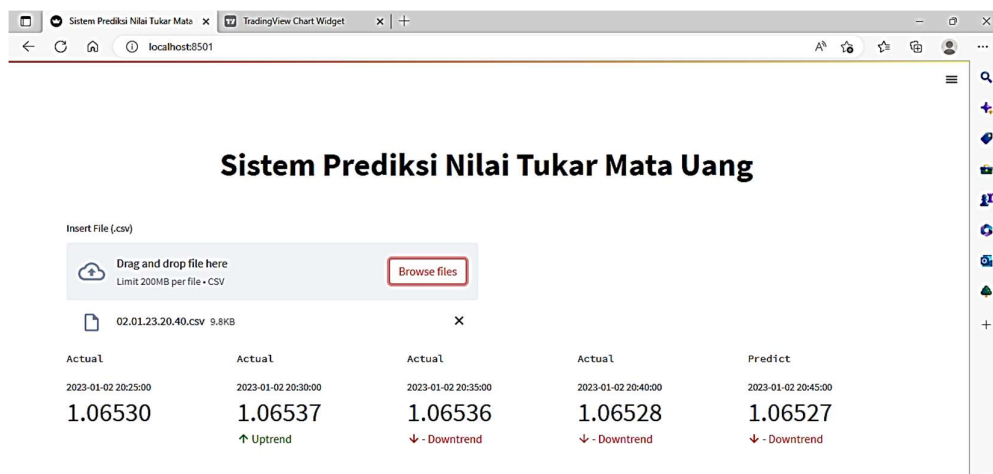 Sistem Prediksi Nilai Tukar Mata
TradingView Chart Widget
localhost:8501
Sistem Prediksi Nilai Tukar Mata Uang
Insert File (.csv)
Drag and drop file here
Limit 200MB per file • CSV
Browse files
02.01.23.20.40.csv 9.8KB
Actual Actual Actual Actual Predict
2023-01-02 20:25:00 2023-01-02 20:30:00 2023-01-02 20:35:00 2023-01-02 20:40:00 2023-01-02 20:45:00
1.06530 1.06537 1.06536 1.06528 1.06527
↑ Uptrend ↓ - Downtrend ↓ - Downtrend ↓ - Downtrend